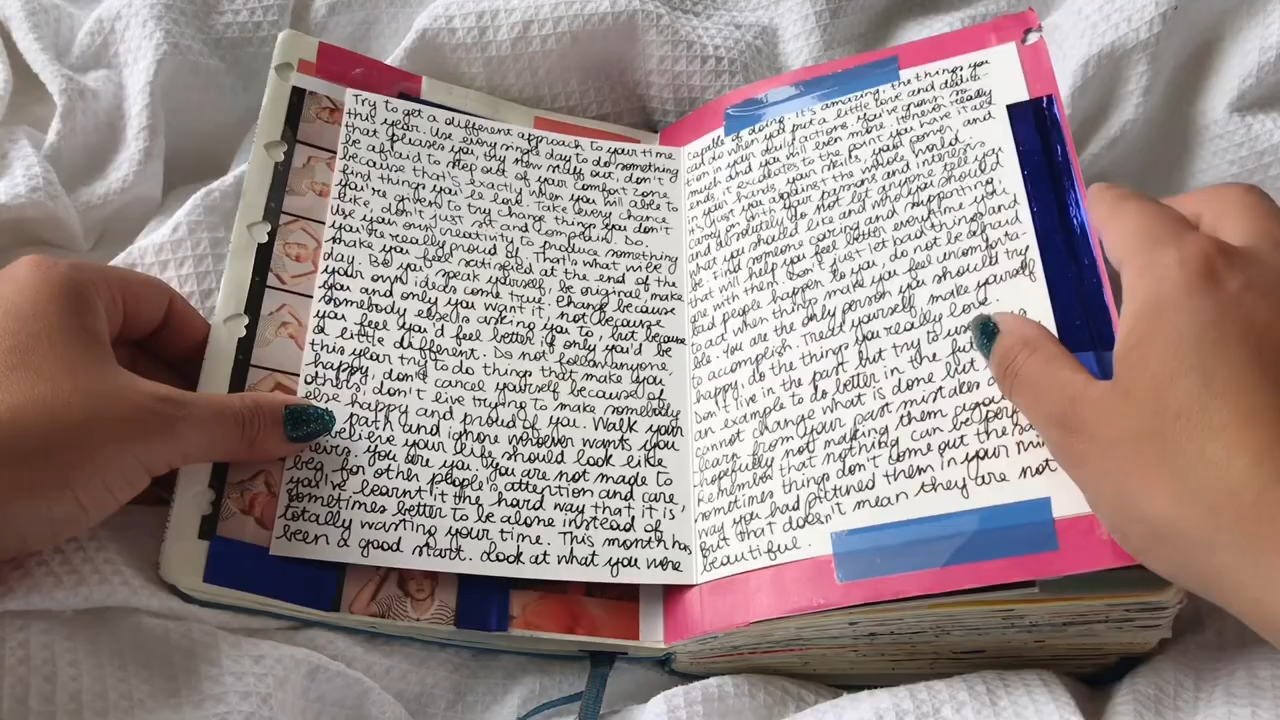 Try to get a different approach to your time
this year. Use every single day to do something
that pleases you, try new stuff out, don't
be afraid to step out of your comfort zone
because that's exactly when you will able to
find things you'll love. Take every chance
you're given to try change things you don't
like, don't just sit and complain. Do.
Use your own creativity to produce something
you're really proud of. That's what will
make you feel satisfied at the end of the
day. Be you, speak yourself, be original, make
your own ideas come true. Change because
you and only you want it, not because
somebody else is asking you to, but because
you feel you'd feel better if only you'd be
a little different. Do not follow anyone,
this year try to do things that make you
happy, don't cancel yourself because of
others, don't live trying to make somebody
else happy and proud of you. Walk your
path and ignore whoever wants you
believe your life should look like
theirs. You are you. You are not made to
beg for other people's attention and care
you've learnt it the hard way that it is
sometimes better to be alone instead of
totally wasting your time. This month has
been a good start. Look at what you were
capable of doing. It's amazing, the things you
can do when you put a little love and dedica-
tion in your daily actions. You've grown so
much and you will even more. It never really
ends, it escalates to the point you have it all
in your hands, your skills, your power, and
it's just you against the whole world.
Carry on with your passions and interests
and absolutely do not let anyone tell you
what you should like and who you should
be. Find someone caring and supporting
that will help you feel better everytime you
are with them. Don't just let bad things and
bad people happen to you, do not be afraid
to act when things make you feel uncomforta-
ble. You are the only person you should try
to accomplish. Treat yourself, make yourself
happy, do the things you really love.
Don't live in the past but try to use
an example to do better in the
cannot change what is done but
learn from your past mistakes
hopefully not making them again
Remember that nothing can be
sometimes things don't come out the
way you had pictured them in your
But that doesn't mean they are not
beautiful.